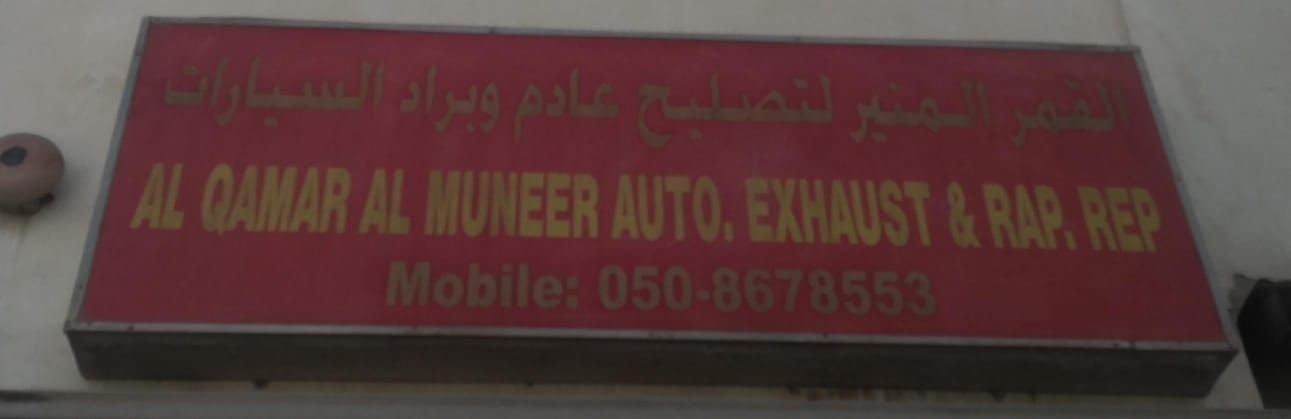 القمر المنير لتصليح عادم وبراد السيارات
AL QAMAR AL MUNEER AUTO. EXHAUST & RAP. REP
Mobile: 050-8678553